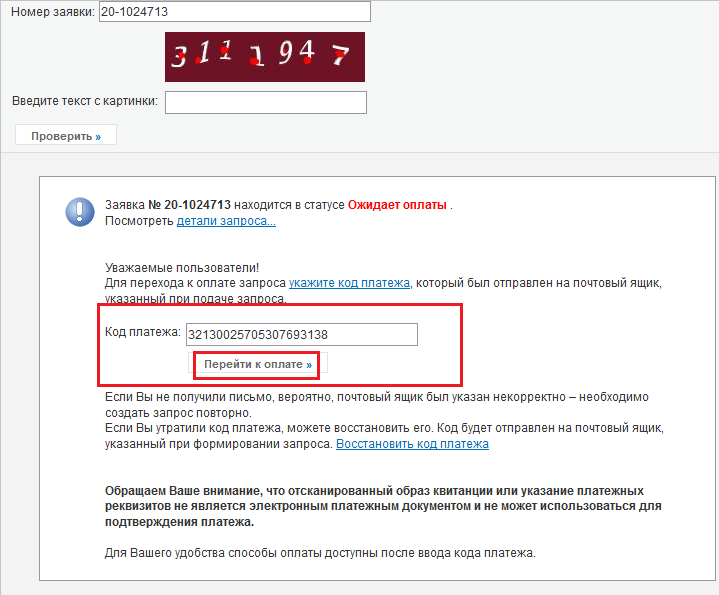 Номер заявки: 20-1024713
3111947
Введите текст с картинки:
Проверить »
Заявка № 20-1024713 находится в статусе Ожидает оплаты .
Посмотреть детали запроса...
Уважаемые пользователи!
Для перехода к оплате запроса укажите код платежа, который был отправлен на почтовый ящик,
указанный при подаче запроса.
Код платежа: 32130025705307693138
Перейти к оплате »
Если Вы не получили письмо, вероятно, почтовый ящик был указан некорректно – необходимо
создать запрос повторно.
Если Вы утратили код платежа, можете восстановить его. Код будет отправлен на почтовый ящик,
указанный при формировании запроса. Восстановить код платежа
Обращаем Ваше внимание, что отсканированный образ квитанции или указание платежных
реквизитов не является электронным платежным документом и не может использоваться для
подтверждения платежа.
Для Вашего удобства способы оплаты доступны после ввода кода платежа.